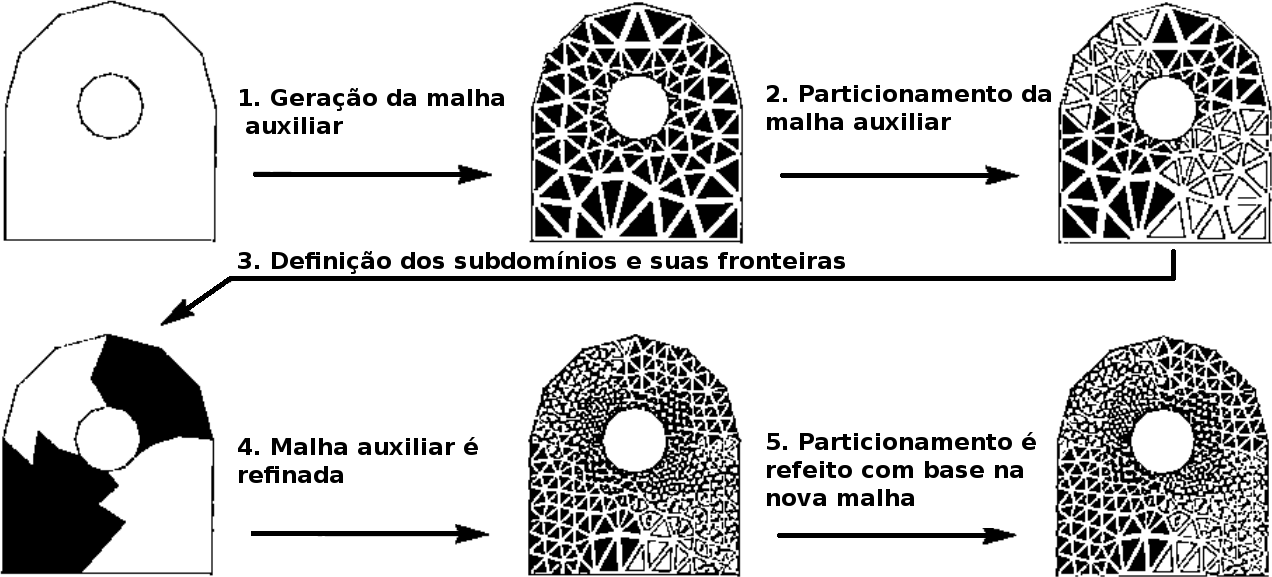 1. Geração da malha
auxiliar
2. Particionamento da
malha auxiliar
3. Definição dos subdomínios e suas fronteiras
4. Malha auxiliar é
refinada
5. Particionamento é
refeito com base na
nova malha